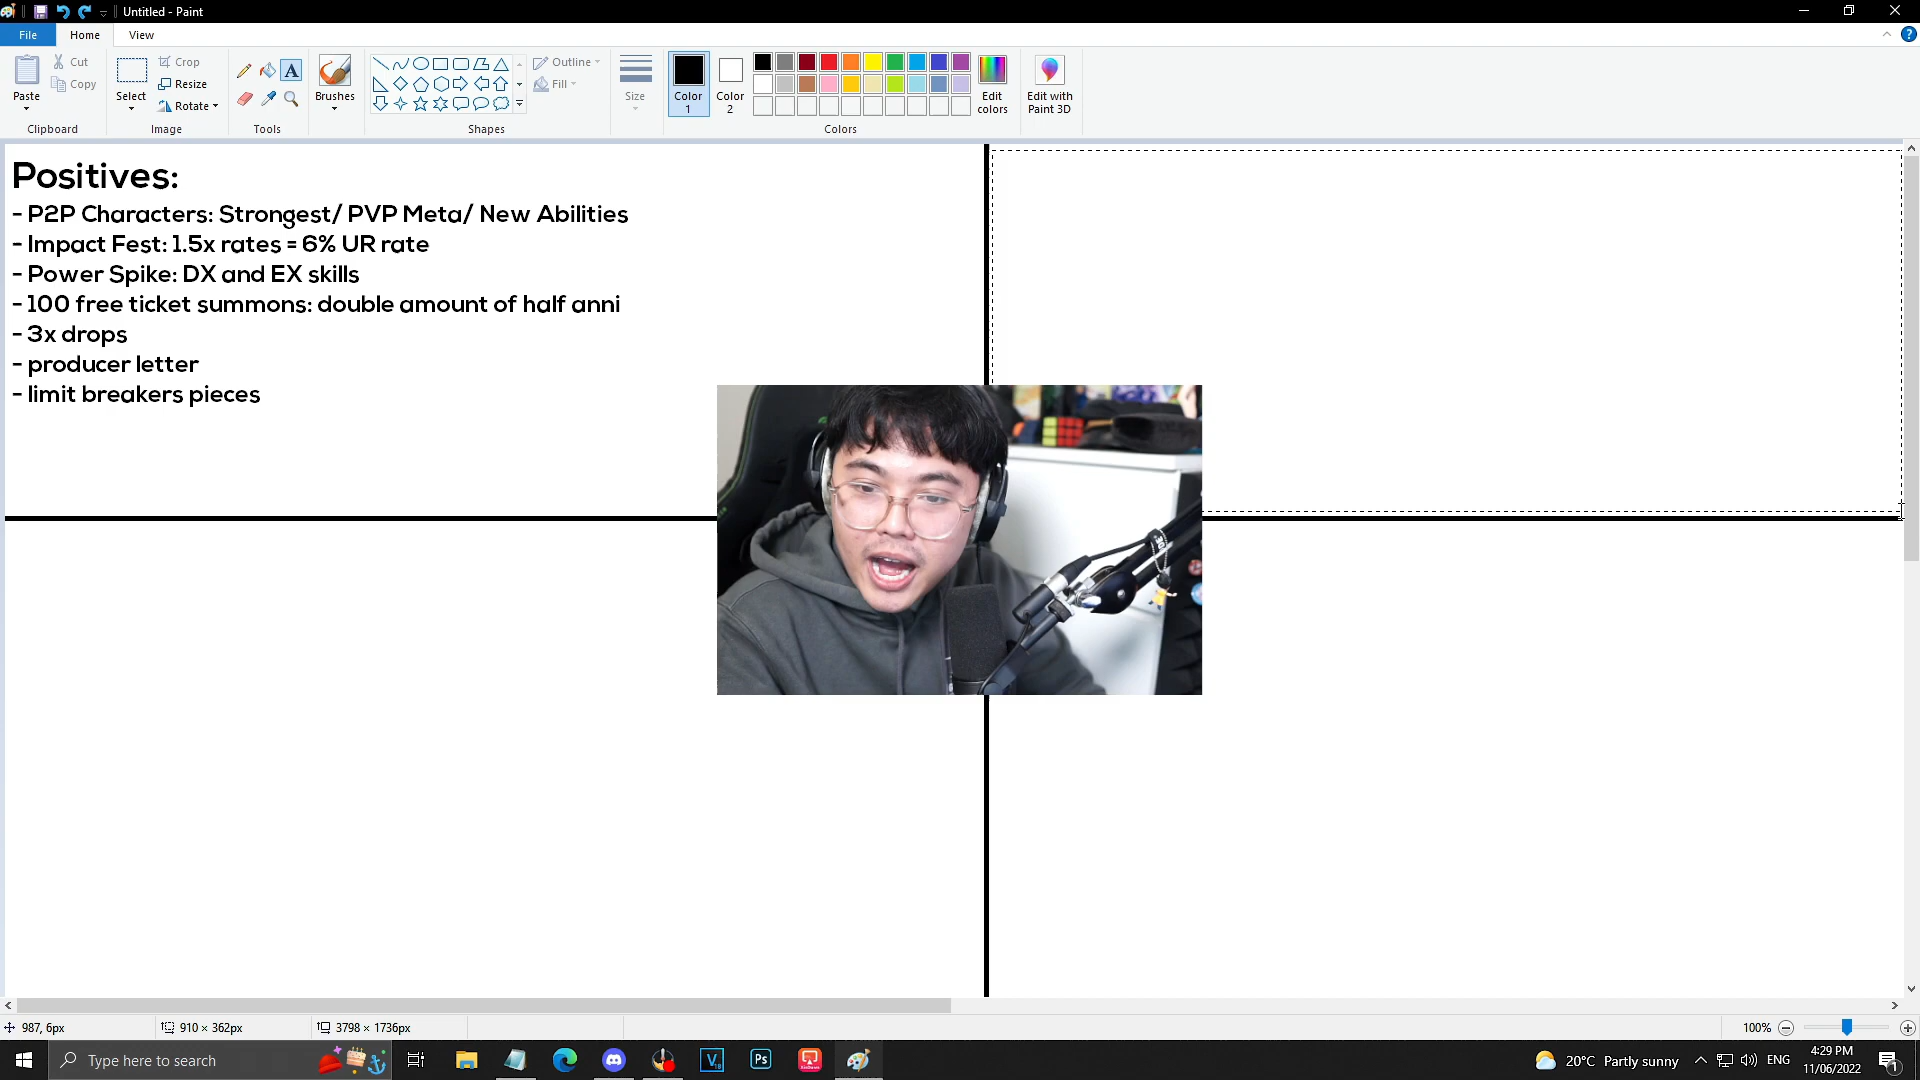 Untitled - Paint
File
Home
View
Paste
Cut
Copy
Clipboard
Select
Crop
Resize
Rotate
Image
A
Tools
Brushes
Outline
Fill
Shapes
Size
Color 1
Color 2
Edit colors
Colors
Edit with Paint 3D
Positives:
- P2P Characters: Strongest/ PVP Meta/ New Abilities
- Impact Fest: 1.5x rates = 6% UR rate
- Power Spike: DX and EX skills
- 100 free ticket summons: double amount of half anni
- 3x drops
- producer letter
- limit breakers pieces
987, 6px
910 × 362px
3798 × 1736px
100%
Type here to search
Ps
20°C Partly sunny
ENG
4:29 PM
11/06/2022